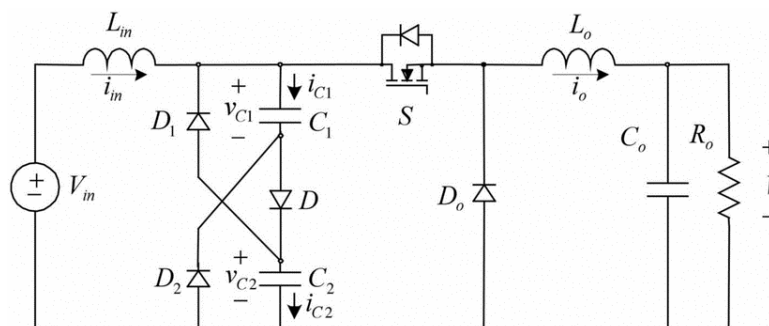 L_in
L_o
i_in
+
i_C1
i_o
v_C1
D_1
C_1
−
S
C_o
R_o
+
V_in
D
D_o
−
+
D_2
v_C2
C_2
−
i_C2